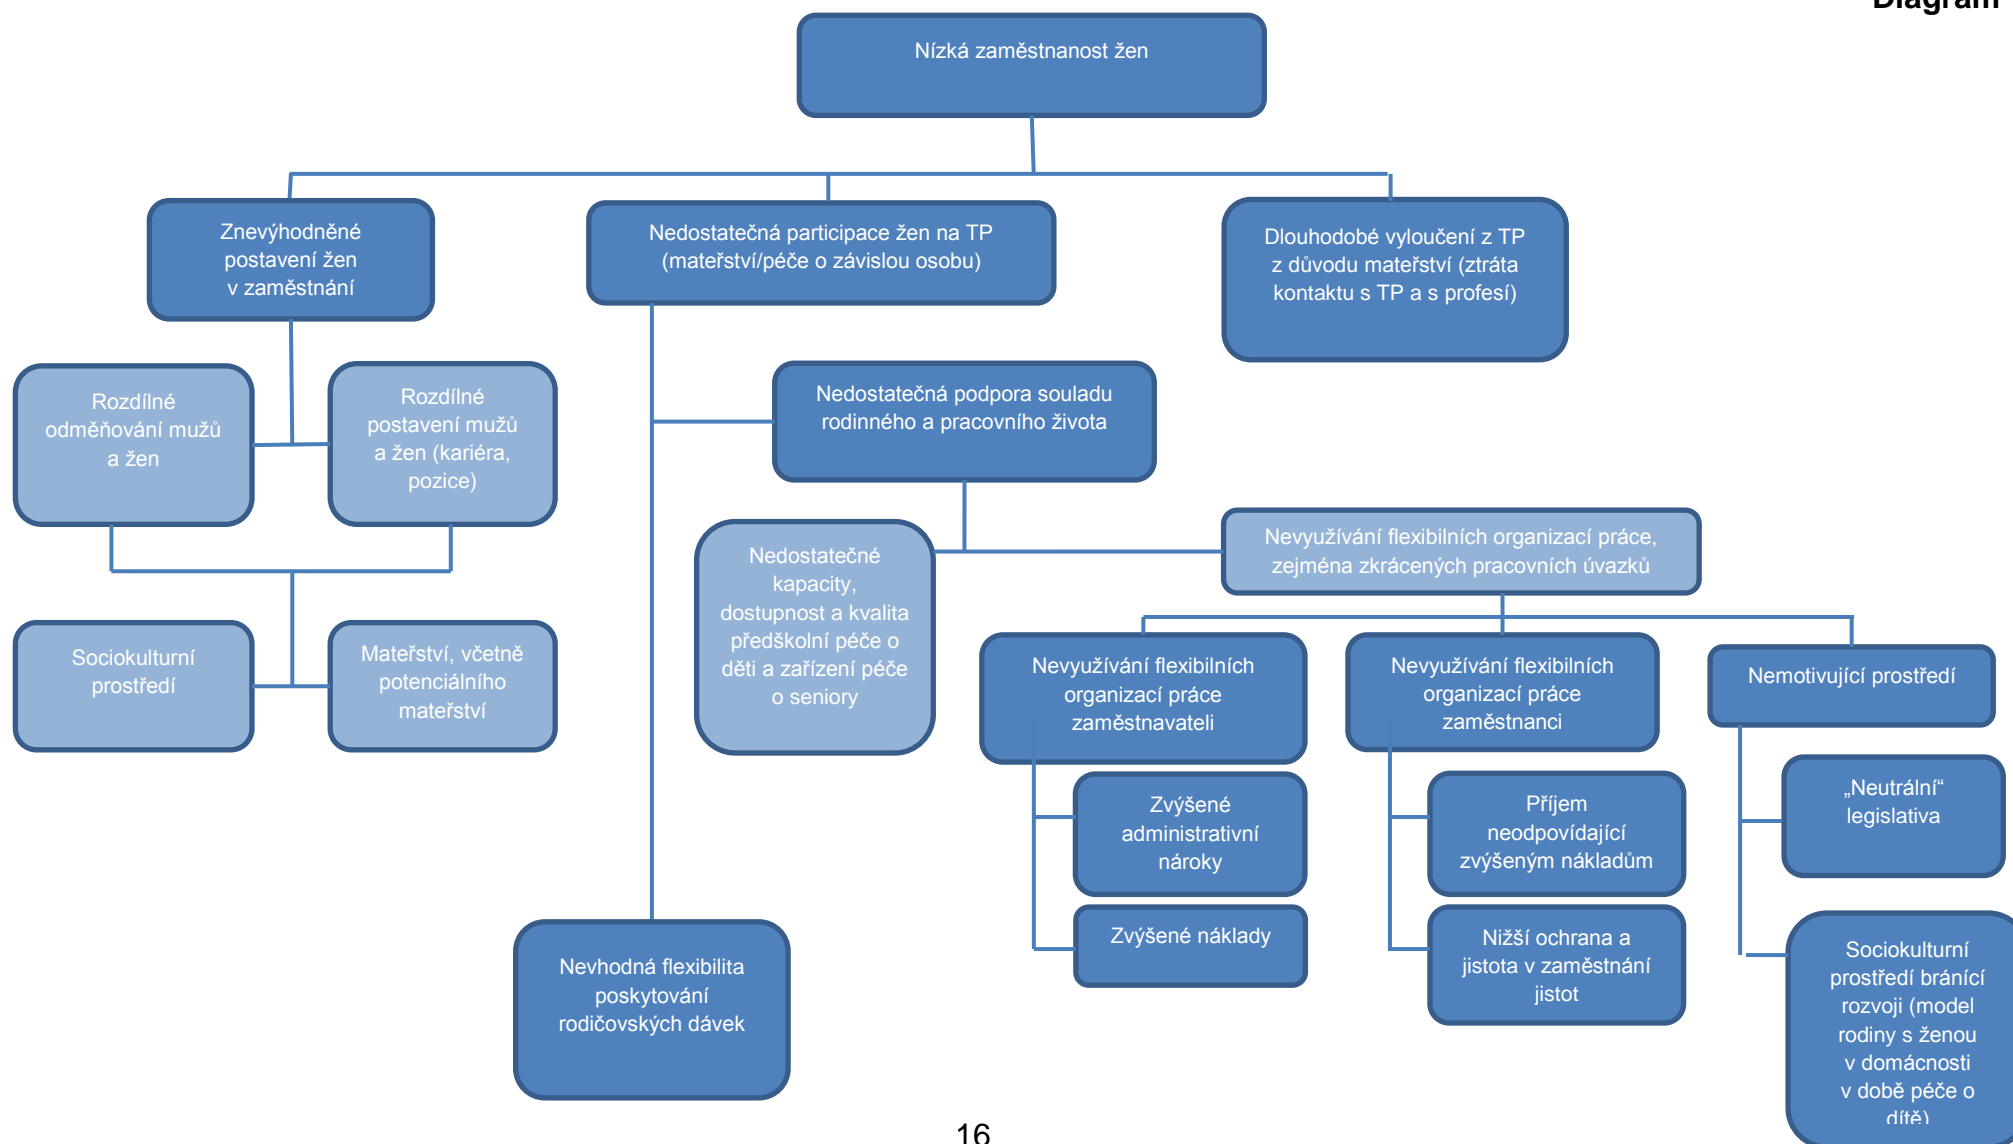 Diagram
Nízká zaměstnanost žen
Znevýhodněné
postavení žen
v zaměstnání
Nedostatečná participace žen na TP
(mateřství/péče o závislou osobu)
Dlouhodobé vyloučení z TP
z důvodu mateřství (ztráta
kontaktu s TP a s profesí)
Rozdílné
odměňování mužů
a žen
Rozdílné
postavení mužů
a žen (kariéra,
pozice)
Nedostatečná podpora souladu
rodinného a pracovního života
Nedostatečné
kapacity,
dostupnost a kvalita
předškolní péče o
děti a zařízení péče
o seniory
Nevyužívání flexibilních organizací práce,
zejména zkrácených pracovních úvazků
Sociokulturní
prostředí
Mateřství, včetně
potenciálního
mateřství
Nevyužívání flexibilních
organizací práce
zaměstnavateli
Nevyužívání flexibilních
organizací práce
zaměstnanci
Nemotivující prostředí
Zvýšené
administrativní
nároky
Příjem
neodpovídající
zvýšeným nákladům
„Neutrální“
legislativa
Zvýšené náklady
Nižší ochrana a
jistota v zaměstnání
jistot
Nevhodná flexibilita
poskytování
rodičovských dávek
Sociokulturní
prostředí bránící
rozvoji (model
rodiny s ženou
v domácnosti
v době péče o
dítě)
16